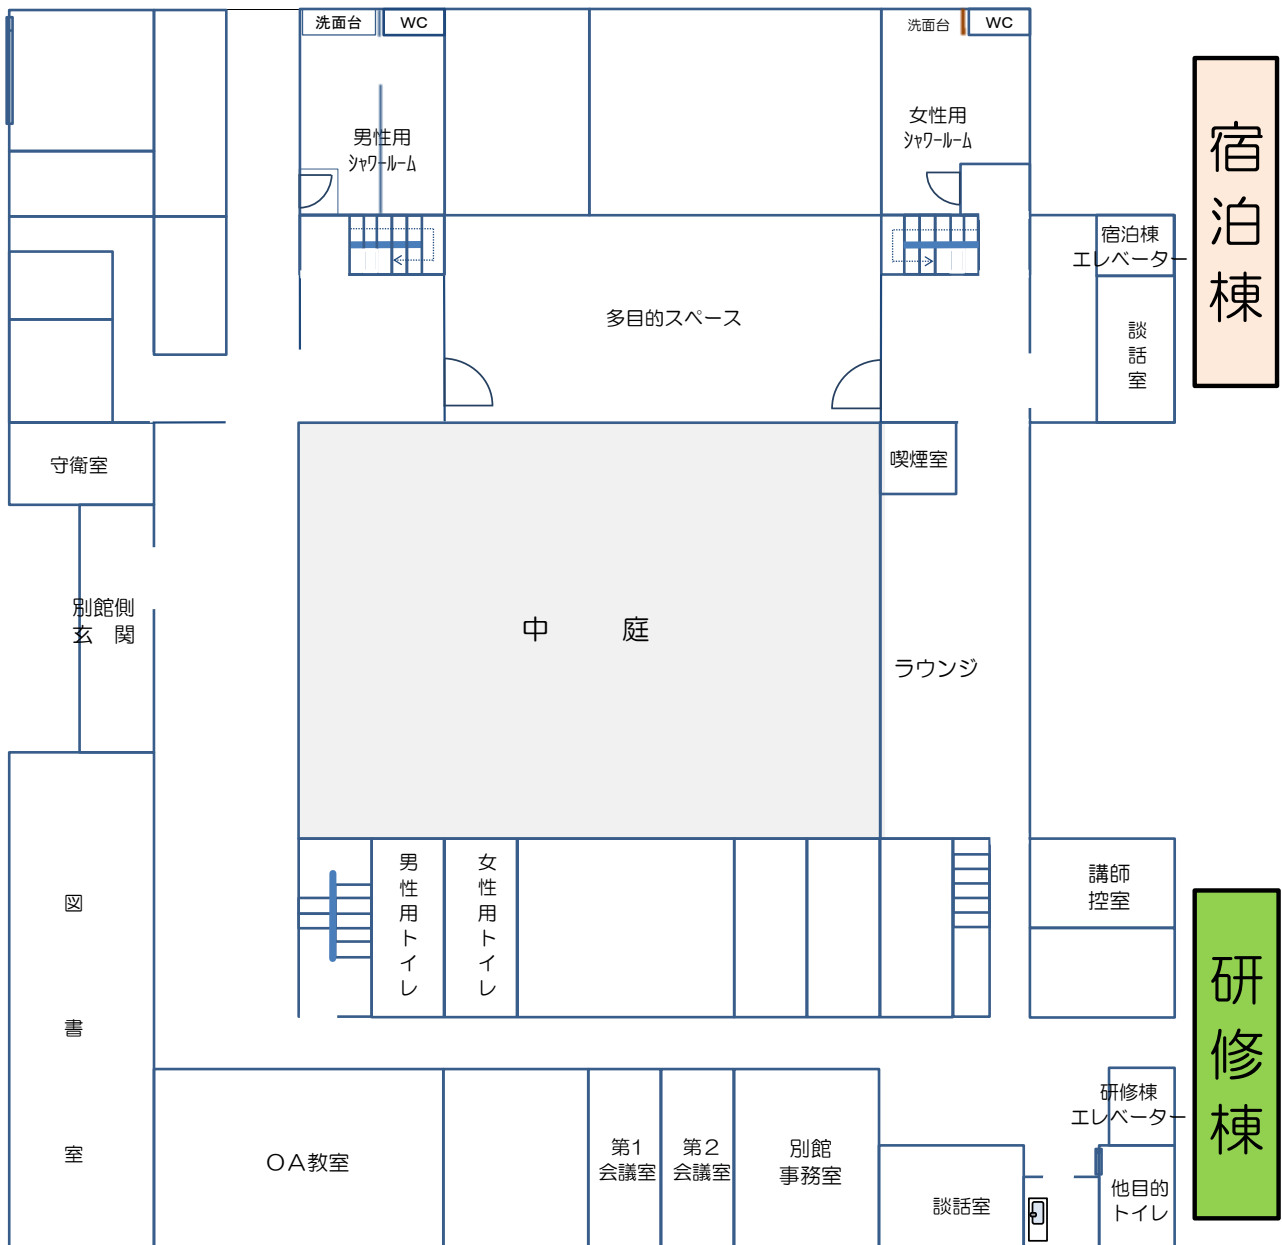 洗面台
WC
洗面台
WC
男性用
ｼｬﾜｰﾙｰﾑ
女性用
ｼｬﾜｰﾙｰﾑ
宿泊棟
宿泊棟
エレベーター
多目的スペース
談話室
守衛室
喫煙室
別館側
玄　関
中　庭
ラウンジ
男性用トイレ
女性用トイレ
講師
控室
図書室
研修棟
研修棟
エレベーター
OA教室
第1
会議室
第2
会議室
別館
事務室
談話室
他目的
トイレ